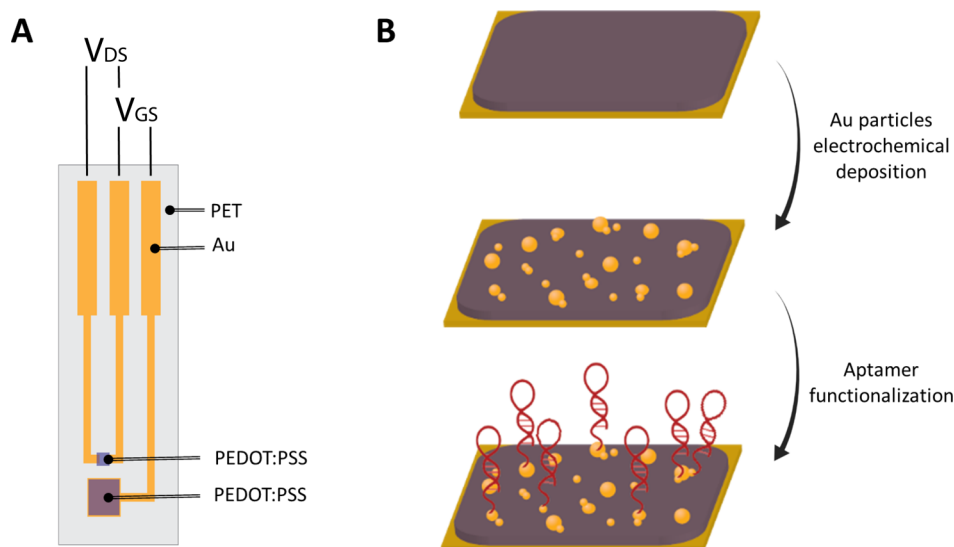 A
VDS
VGS
PET
Au
PEDOT:PSS
PEDOT:PSS
B
Au particles
electrochemical
deposition
Aptamer
functionalization